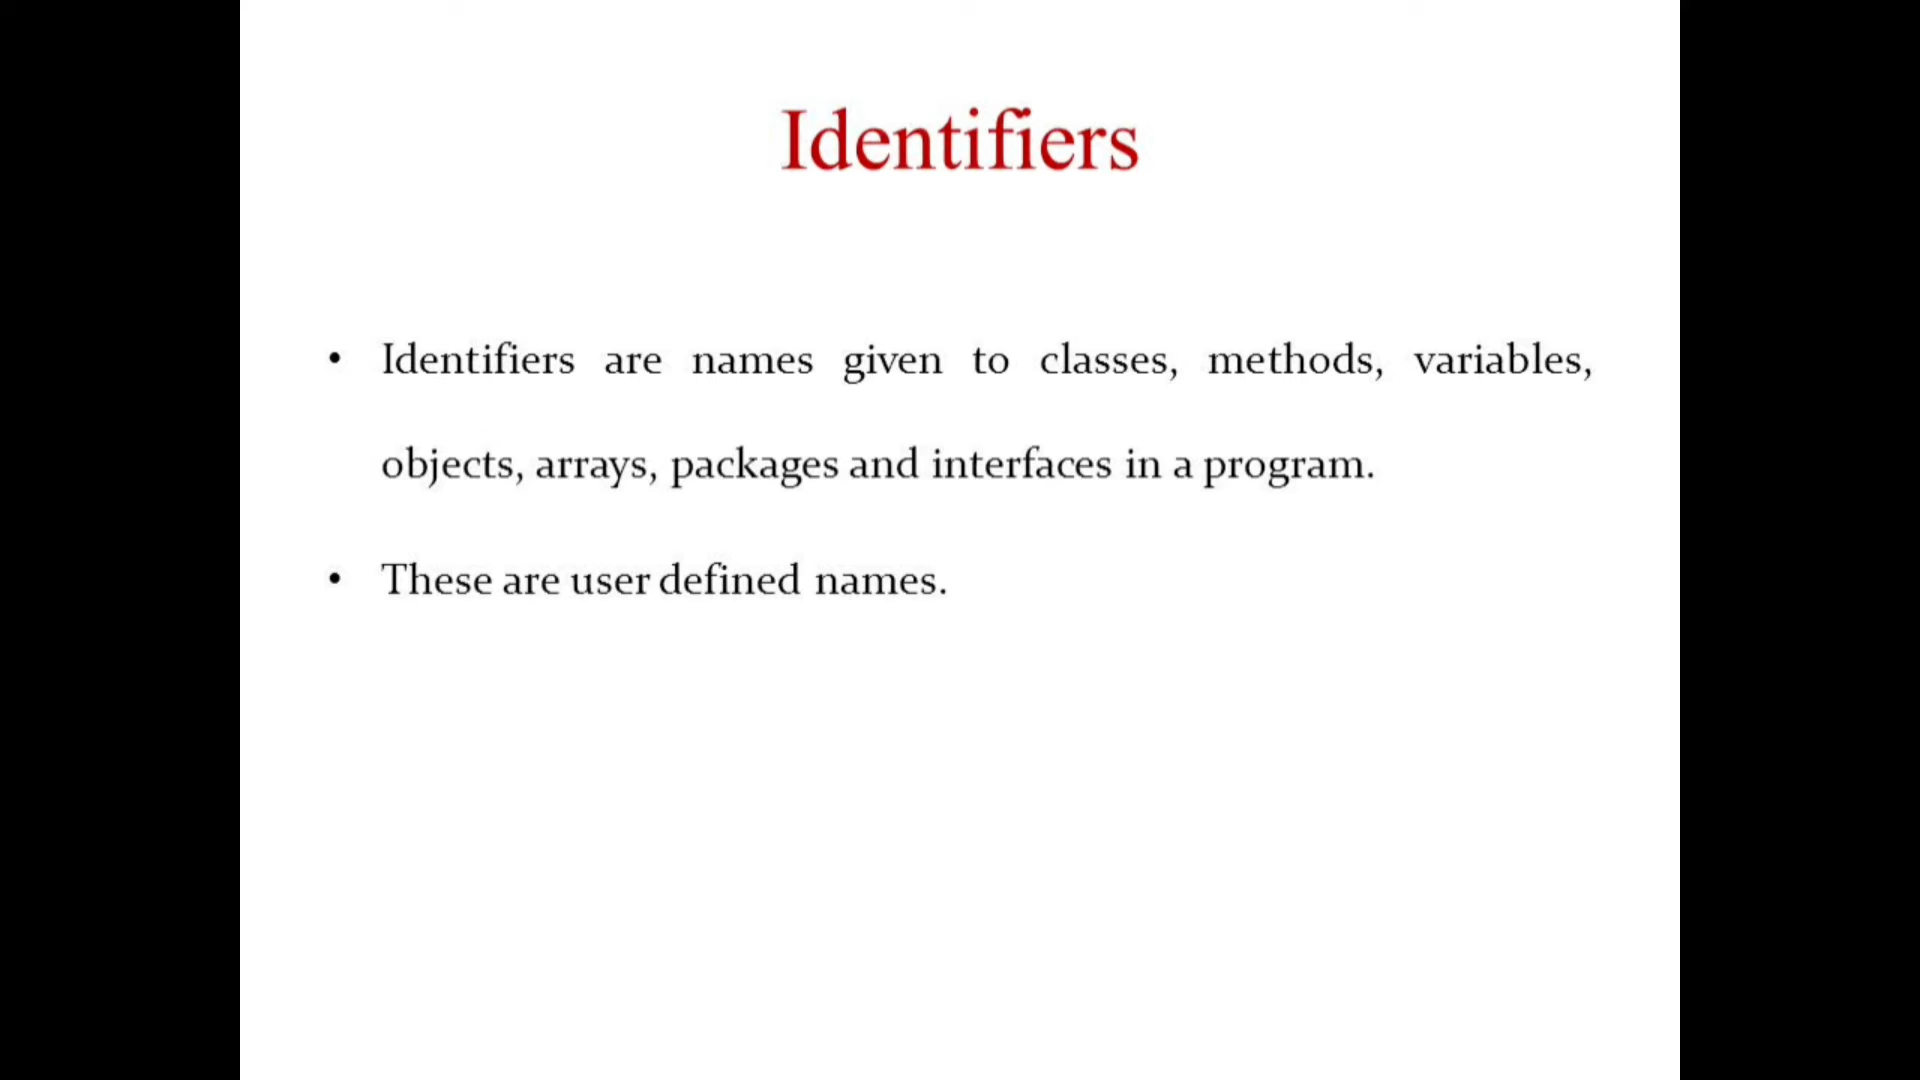 Identifiers
• Identifiers are names given to classes, methods, variables,
objects, arrays, packages and interfaces in a program.
• These are user defined names.